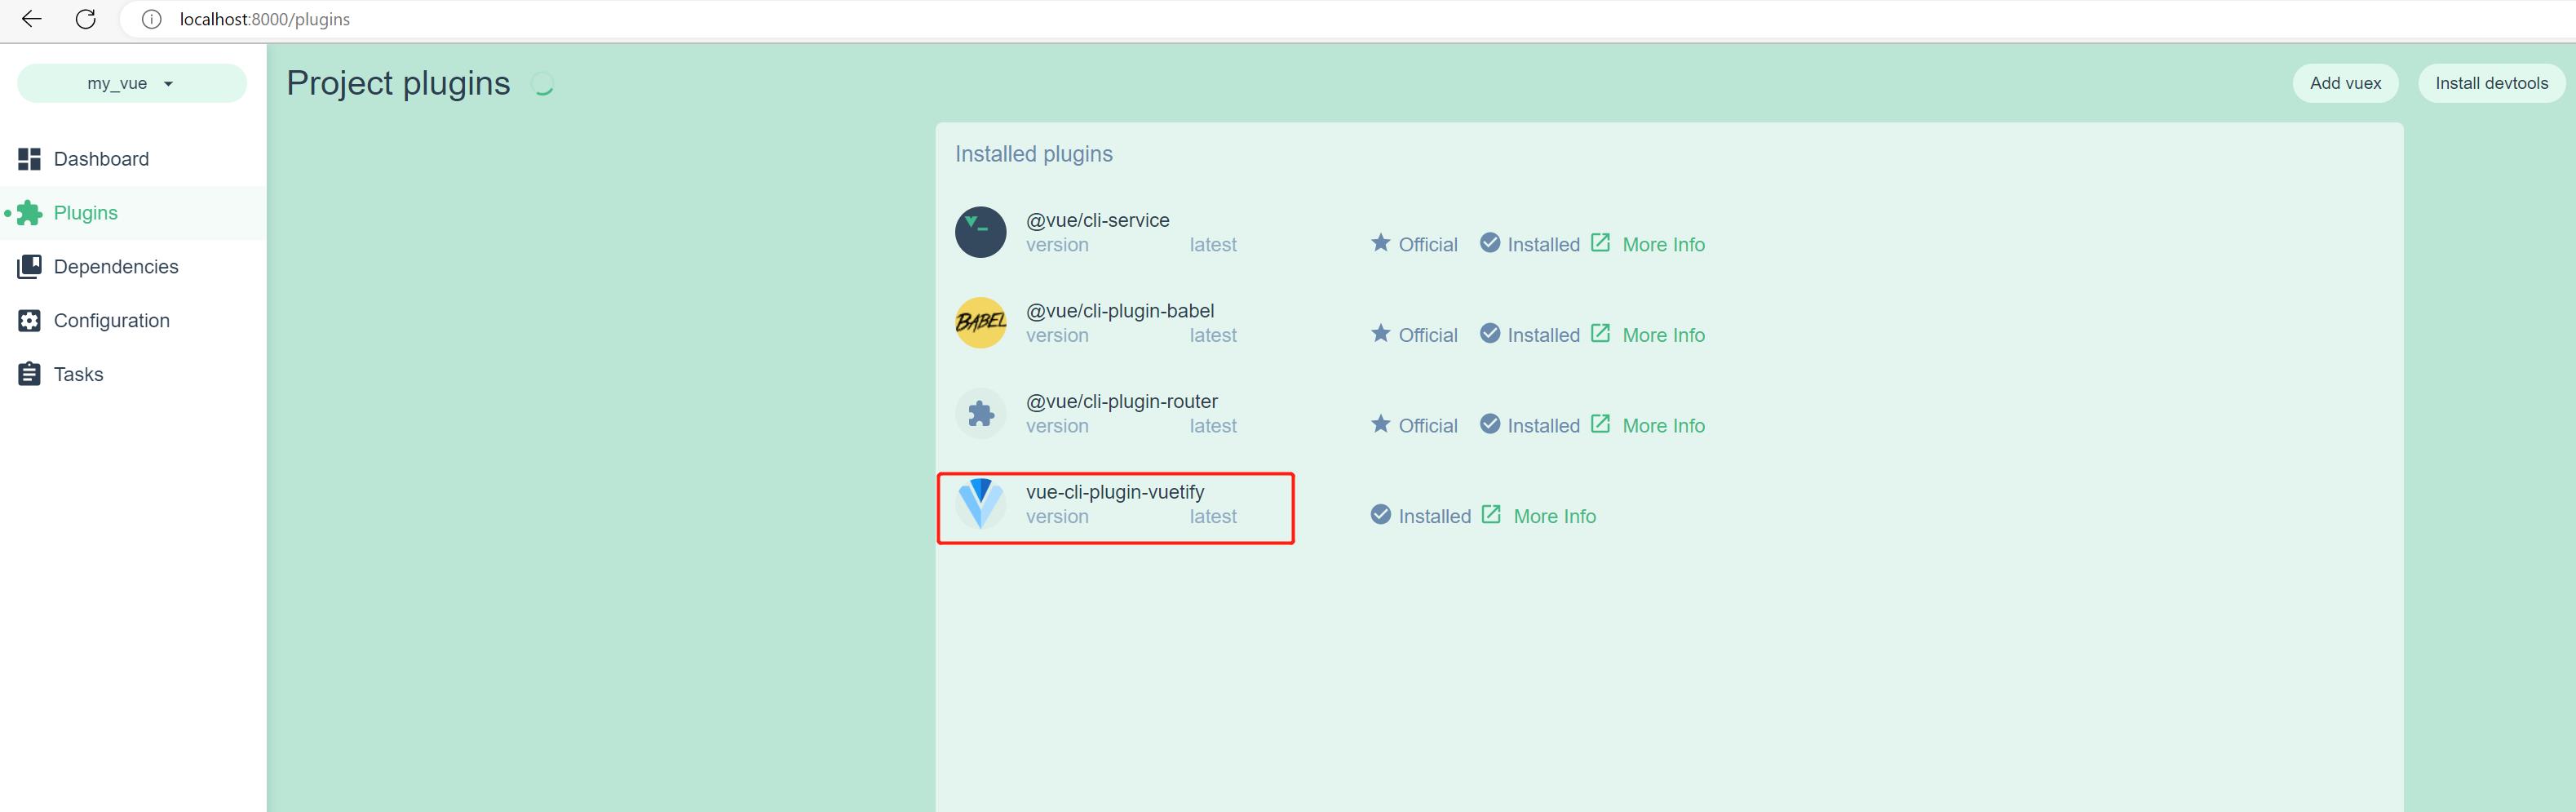 localhost:8000/plugins
my_vue
Project plugins
Add vuex
Install devtools
Dashboard
Plugins
Dependencies
Configuration
Tasks
Installed plugins
@vue/cli-service
version latest Official Installed More Info
@vue/cli-plugin-babel
BABEL
version latest Official Installed More Info
@vue/cli-plugin-router
version latest Official Installed More Info
vue-cli-plugin-vuetify
version latest Installed More Info